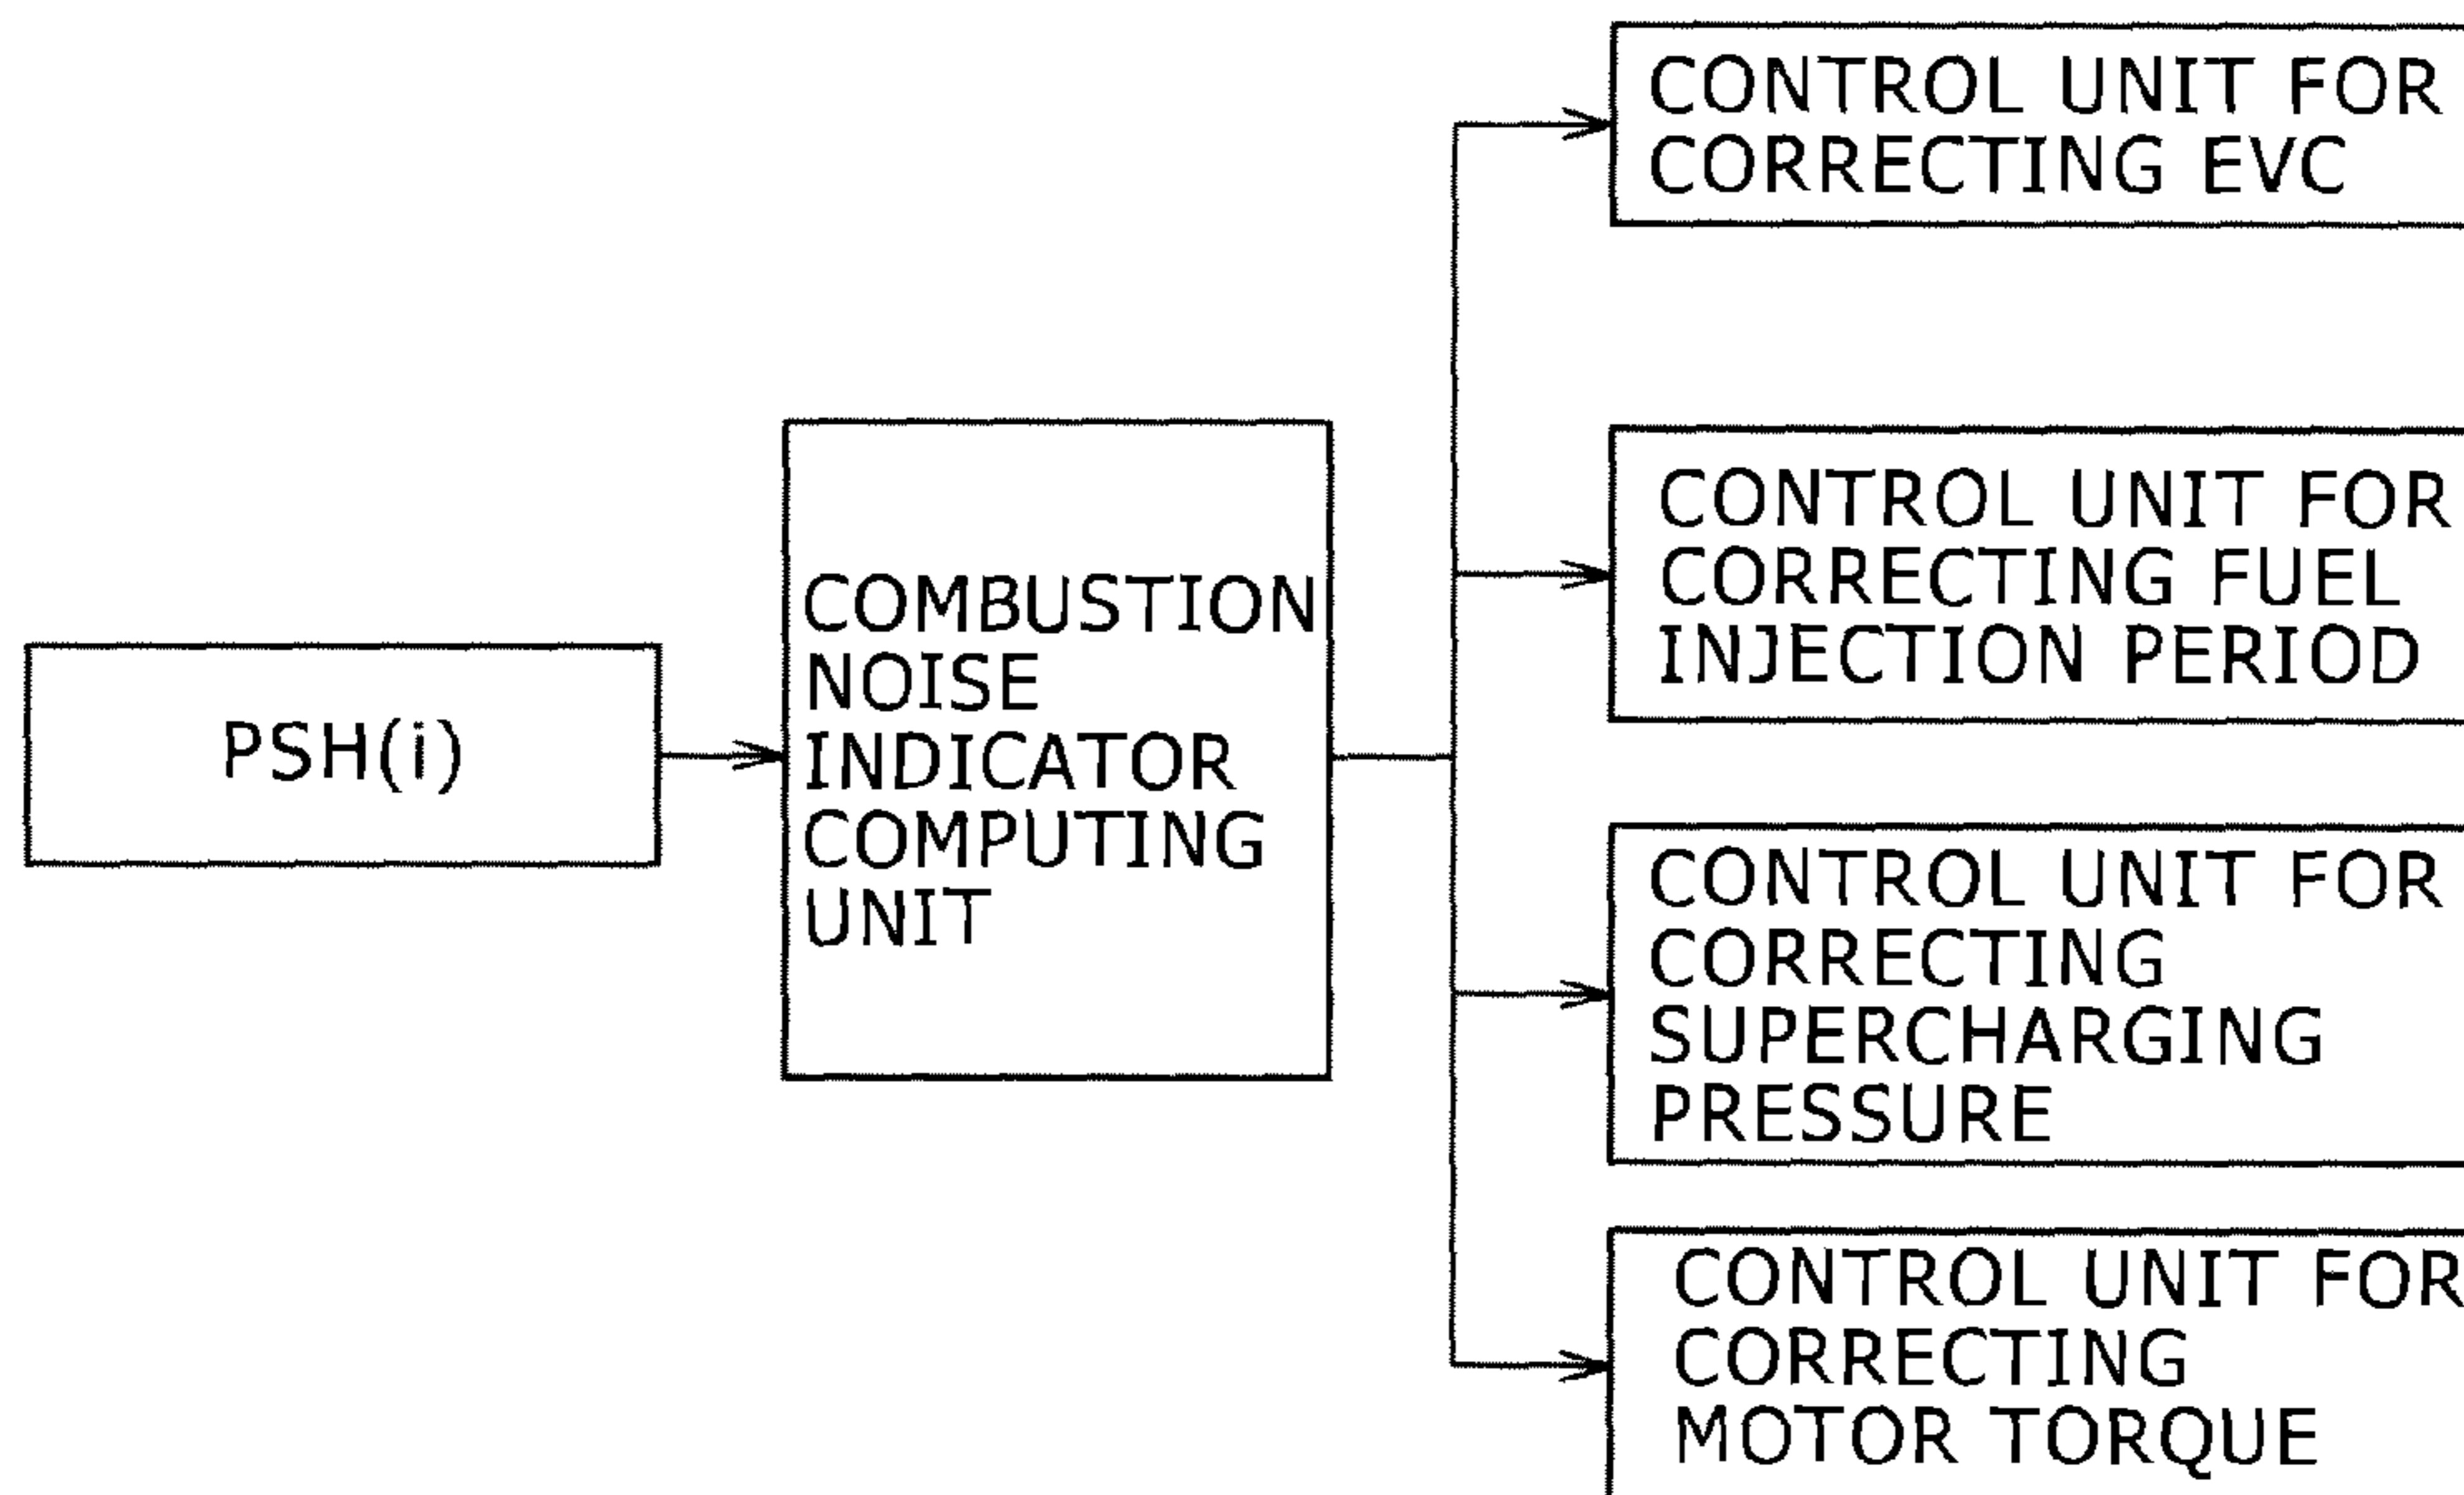 PSH(i)
COMBUSTION
NOISE
INDICATOR
COMPUTING
UNIT
CONTROL UNIT FOR
CORRECTING EVC
CONTROL UNIT FOR
CORRECTING FUEL
INJECTION PERIOD
CONTROL UNIT FOR
CORRECTING
SUPERCHARGING
PRESSURE
CONTROL UNIT FOR
CORRECTING
MOTOR TORQUE